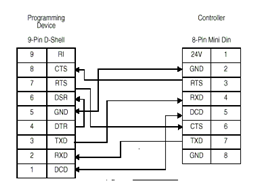 Programming
Device
Controller
9-Pin D-Shell
8-Pin Mini Din
9 RI
24V 1
8 CTS
GND 2
7 RTS
RTS 3
6 DSR
RXD 4
5 GND
DCD 5
4 DTR
CTS 6
3 TXD
TXD 7
2 RXD
GND 8
1 DCD